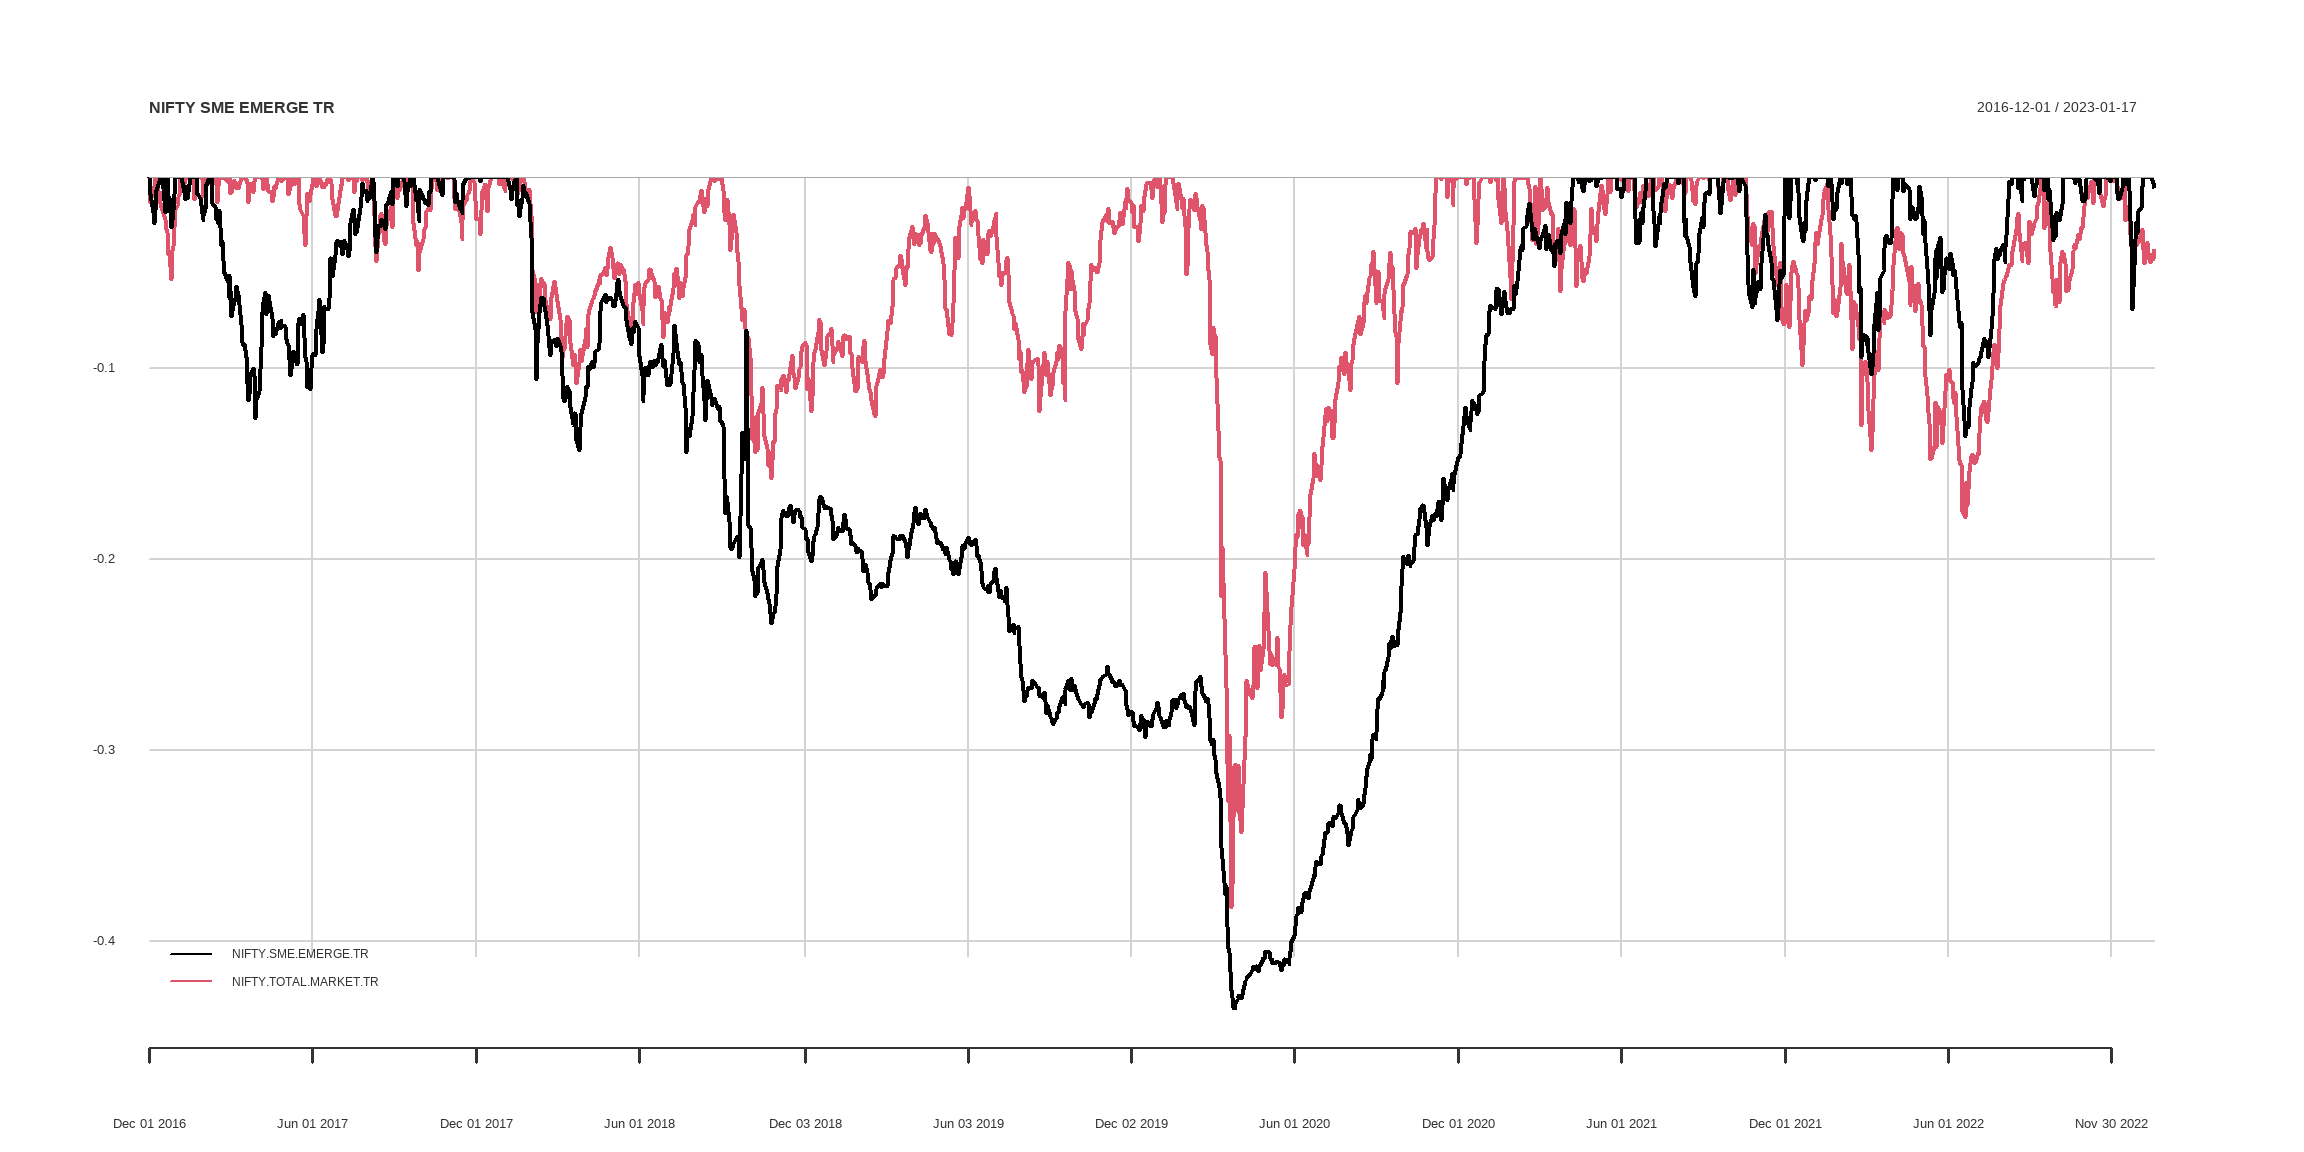 NIFTY SME EMERGE TR
2016-12-01 / 2023-01-17
-0.1
-0.2
-0.3
-0.4
NIFTY.SME.EMERGE.TR
NIFTY.TOTAL.MARKET.TR
Dec 01 2016
Jun 01 2017
Dec 01 2017
Jun 01 2018
Dec 03 2018
Jun 03 2019
Dec 02 2019
Jun 01 2020
Dec 01 2020
Jun 01 2021
Dec 01 2021
Jun 01 2022
Nov 30 2022